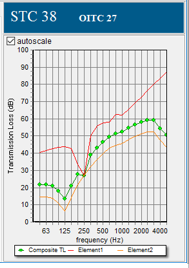 STC 38 OITC 27
autoscale
100
90
80
70
60
50
40
30
20
10
0
Transmission Loss (dB)
63 125 250 500 1000 2000 4000
frequency (Hz)
Composite TL Element1 Element2